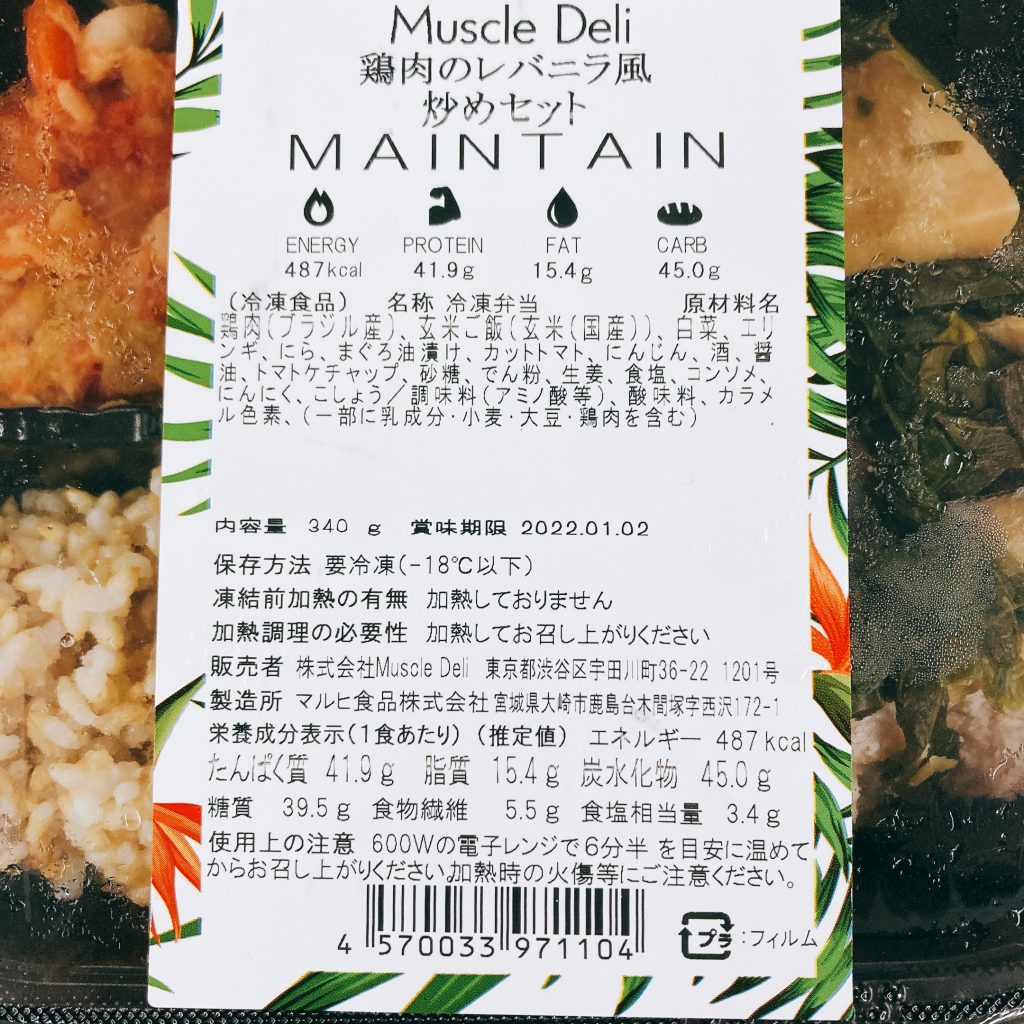 Muscle Deli
鶏肉のレバニラ風
炒めセット
MAINTAIN
ENERGY PROTEIN FAT CARB
487kcal 41.9g 15.4g 45.0g
(冷凍食品) 名称 冷凍弁当 原材料名
鶏肉(ブラジル産)、玄米ご飯(玄米(国産))、白菜、エリ
ンギ、にら、まぐろ油漬け、カットトマト、にんじん、酒、醤
油、トマトケチャップ、砂糖、でん粉、生姜、食塩、コンソメ、
にんにく、こしょう/調味料(アミノ酸等)、酸味料、カラメ
ル色素、(一部に乳成分・小麦・大豆・鶏肉を含む)
内容量 340 g 賞味期限 2022.01.02
保存方法 要冷凍(-18℃以下)
凍結前加熱の有無 加熱しておりません
加熱調理の必要性 加熱してお召し上がりください
販売者 株式会社Muscle Deli 東京都渋谷区宇田川町36-22 1201号
製造所 マルヒ食品株式会社 宮城県大崎市鹿島台木間塚字西沢172-1
栄養成分表示(1食あたり) (推定値) エネルギー 487kcal
たんぱく質 41.9g 脂質 15.4g 炭水化物 45.0g
糖質 39.5g 食物繊維 5.5g 食塩相当量 3.4g
使用上の注意 600Wの電子レンジで6分半 を目安に温めて
からお召し上がりください。加熱時の火傷等にご注意ください。
4 570033 971104
プラ :フィルム